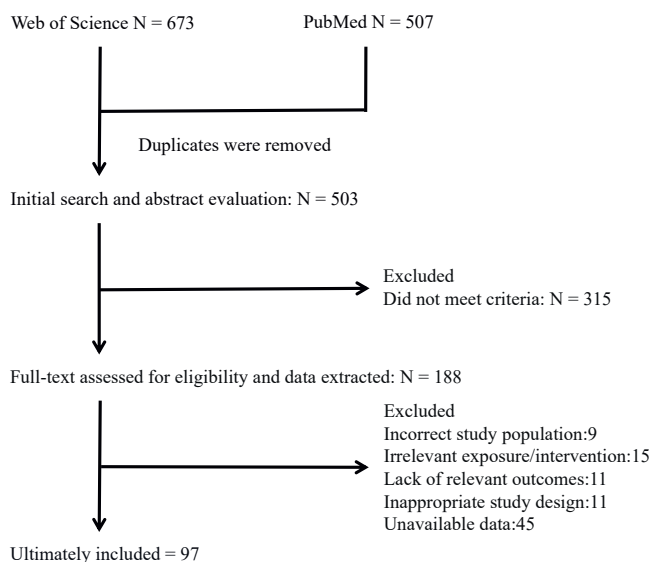 Web of Science N = 673
PubMed N = 507
Duplicates were removed
Initial search and abstract evaluation: N = 503
Excluded
Did not meet criteria: N = 315
Full-text assessed for eligibility and data extracted: N = 188
Excluded
Incorrect study population:9
Irrelevant exposure/intervention:15
Lack of relevant outcomes:11
Inappropriate study design:11
Unavailable data:45
Ultimately included = 97